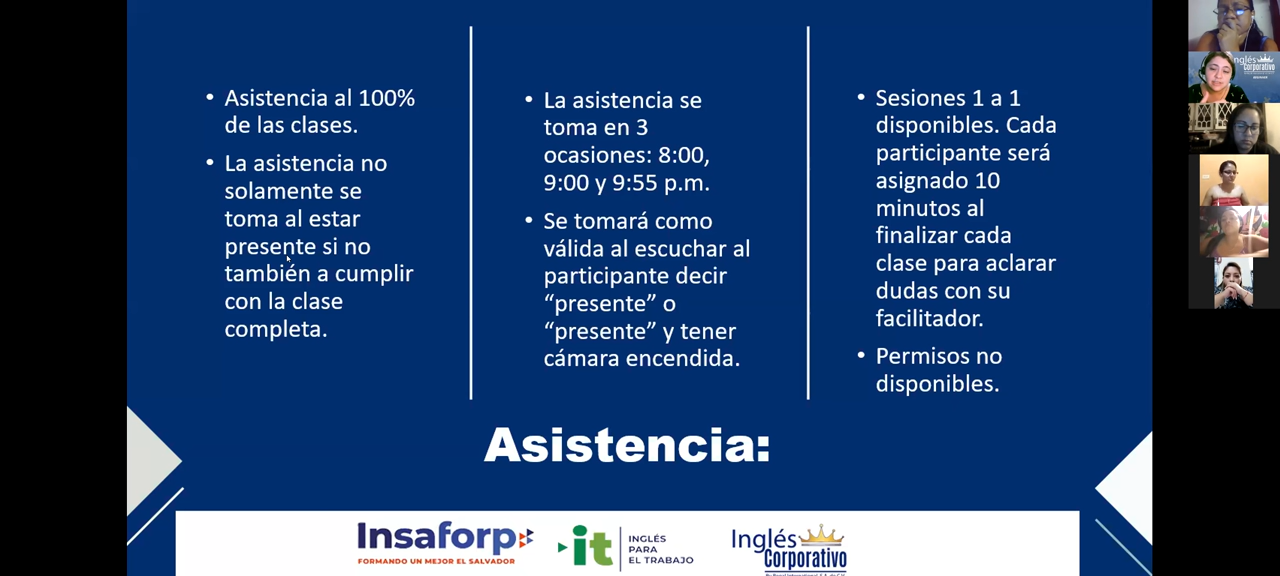 • Asistencia al 100%
de las clases.
• La asistencia no
solamente se
toma al estar
presente si no
también a cumplir
con la clase
completa.
• La asistencia se
toma en 3
ocasiones: 8:00,
9:00 y 9:55 p.m.
• Se tomará como
válida al escuchar al
participante decir
“presente” o
“presente” y tener
cámara encendida.
• Sesiones 1 a 1
disponibles. Cada
participante será
asignado 10
minutos al
finalizar cada
clase para aclarar
dudas con su
facilitador.
• Permisos no
disponibles.
Asistencia:
Insaforp
FORMANDO UN MEJOR EL SALVADOR
it
INGLÉS
PARA
EL TRABAJO
Inglés
Corporativo
Inglés
Corporativo